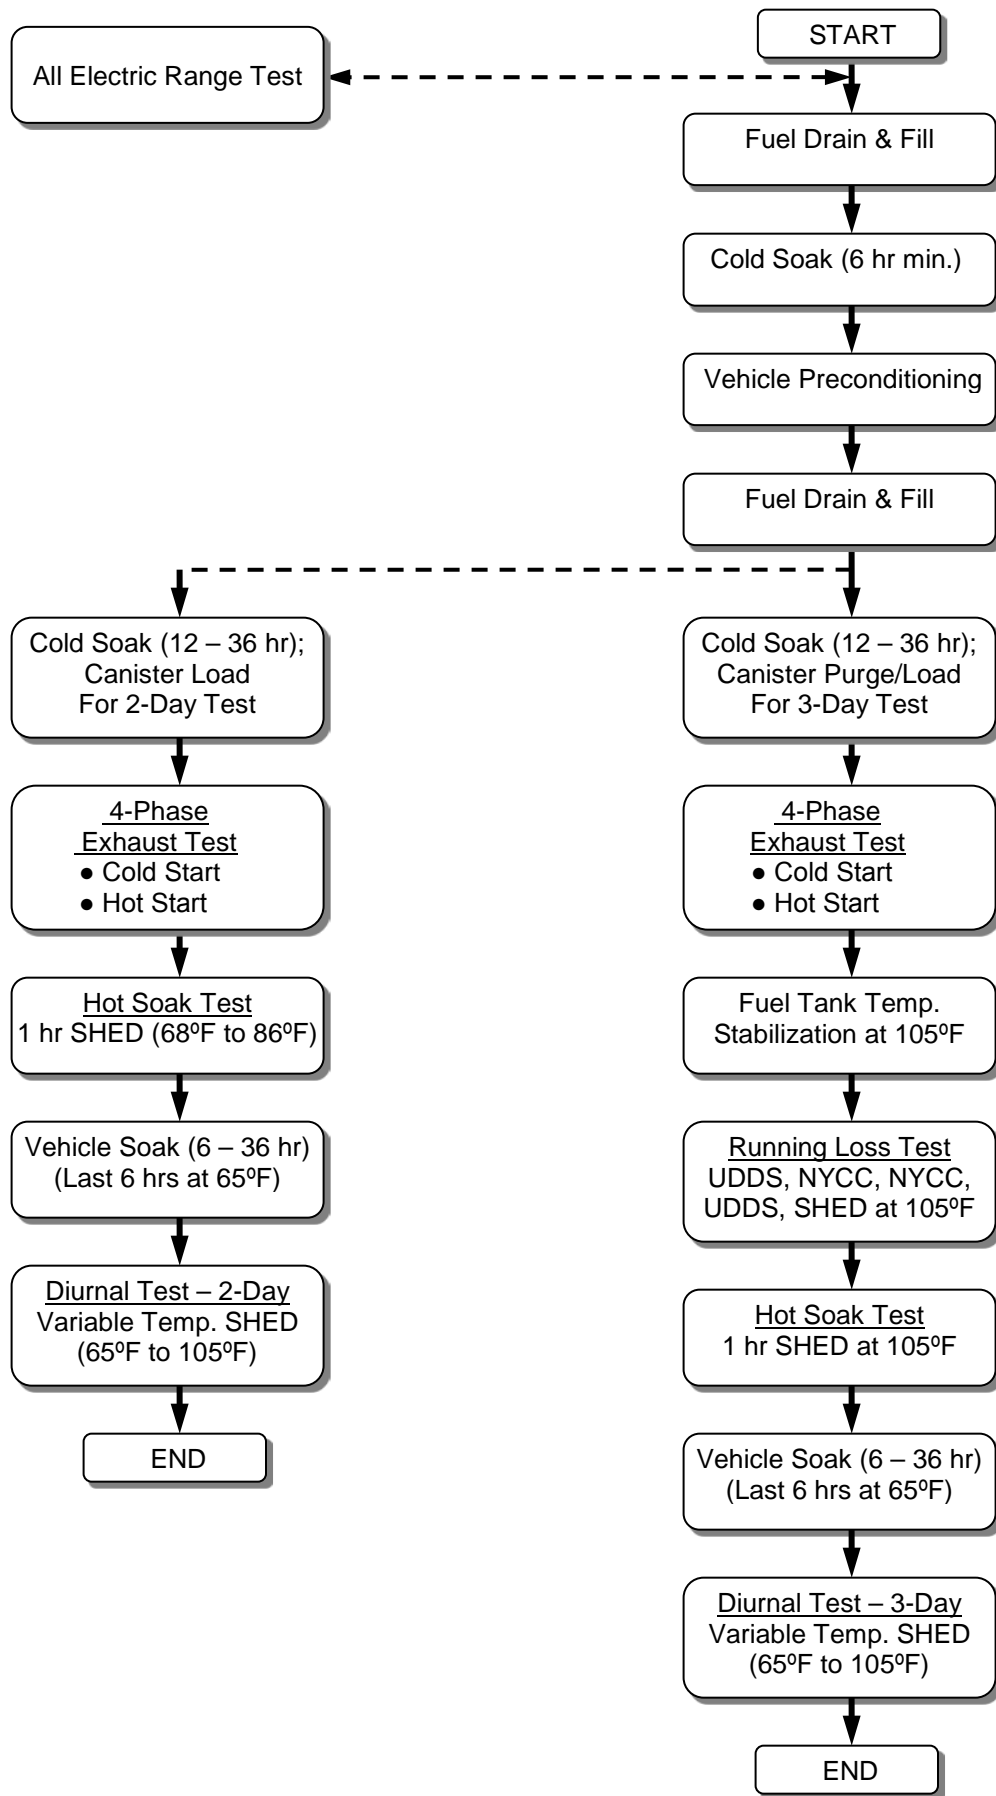 START
All Electric Range Test
Fuel Drain & Fill
Cold Soak (6 hr min.)
Vehicle Preconditioning
Fuel Drain & Fill
Cold Soak (12 – 36 hr);
Canister Load
For 2-Day Test
4-Phase
Exhaust Test
● Cold Start
● Hot Start
Hot Soak Test
1 hr SHED (68ºF to 86ºF)
Vehicle Soak (6 – 36 hr)
(Last 6 hrs at 65ºF)
Diurnal Test – 2-Day
Variable Temp. SHED
(65ºF to 105ºF)
END
Cold Soak (12 – 36 hr);
Canister Purge/Load
For 3-Day Test
4-Phase
Exhaust Test
● Cold Start
● Hot Start
Fuel Tank Temp.
Stabilization at 105ºF
Running Loss Test
UDDS, NYCC, NYCC,
UDDS, SHED at 105ºF
Hot Soak Test
1 hr SHED at 105ºF
Vehicle Soak (6 – 36 hr)
(Last 6 hrs at 65ºF)
Diurnal Test – 3-Day
Variable Temp. SHED
(65ºF to 105ºF)
END